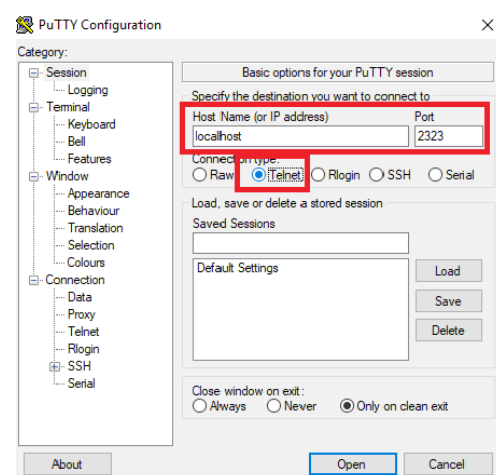 PuTTY Configuration
Category:
Session
Logging
Terminal
Keyboard
Bell
Features
Window
Appearance
Behaviour
Translation
Selection
Colours
Connection
Data
Proxy
Telnet
Rlogin
SSH
Serial
Basic options for your PuTTY session
Specify the destination you want to connect to
Host Name (or IP address) Port
localhost 2323
Connection type:
Raw Telnet Rlogin SSH Serial
Load, save or delete a stored session
Saved Sessions
Default Settings
Load
Save
Delete
Close window on exit:
Always Never Only on clean exit
About Open Cancel